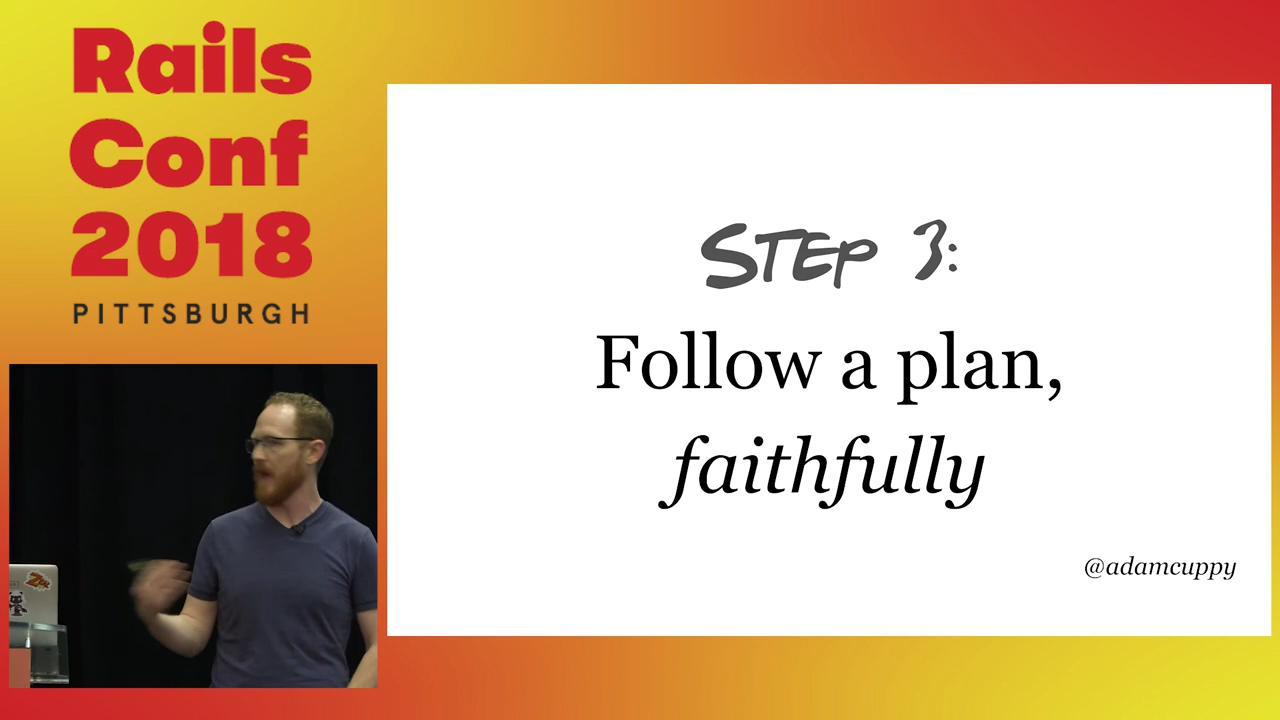 Rails
Conf
2018
PITTSBURGH
STEP 3:
Follow a plan,
faithfully
@adamcuppy